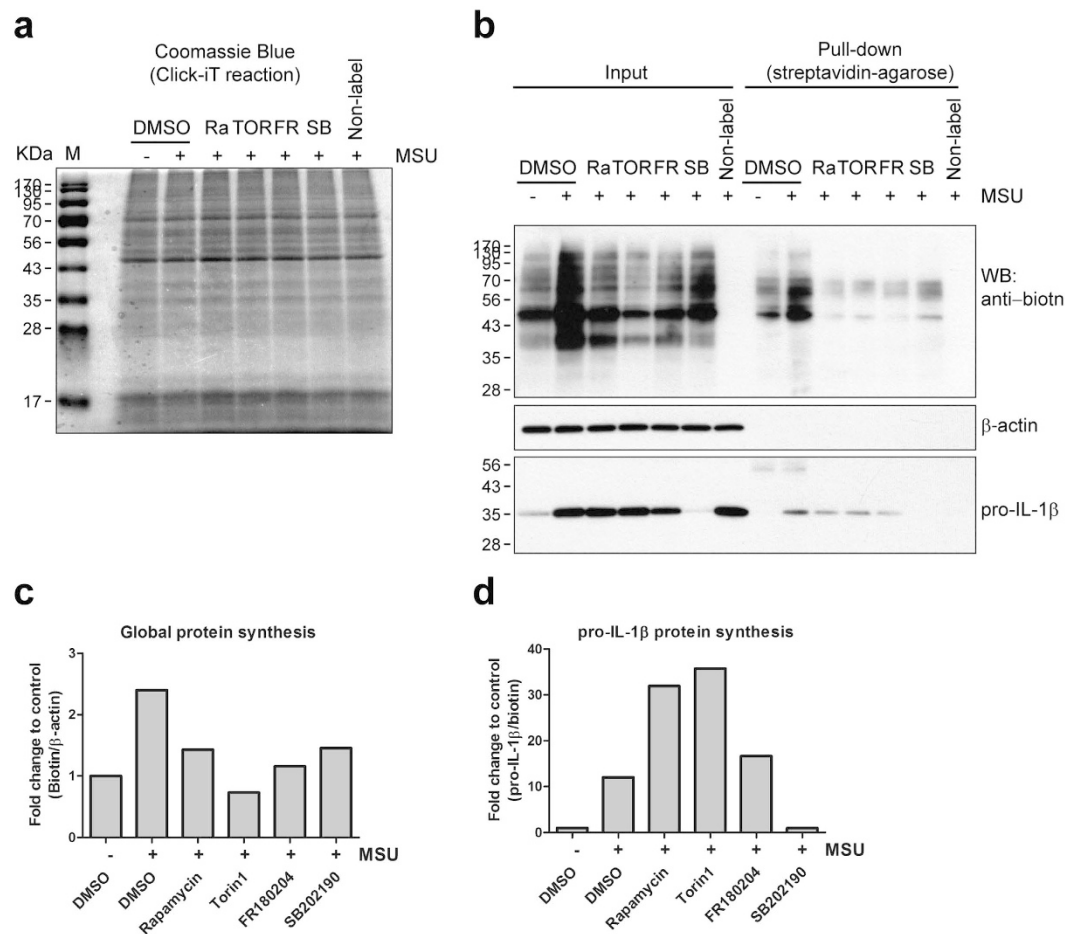 a
Coomassie Blue
(Click-iT reaction)
DMSO Ra TOR FR SB Non-label
KDa M - + + + + + + MSU
170
130
95
70
56
43
35
28
17
b
Input
Pull-down
(streptavidin-agarose)
DMSO Ra TOR FR SB Non-label DMSO Ra TOR FR SB Non-label
- + + + + + + - + + + + + + MSU
170
130
95
70
56
43
35
28
WB:
anti–biotn
β-actin
56
43
35
28
pro-IL-1β
c
Global protein synthesis
Fold change to control
(Biotin/β-actin)
3
2
1
0
- + + + + + MSU
DMSO DMSO Rapamycin Torin1 FR180204 SB202190
d
pro-IL-1β protein synthesis
Fold change to control
(pro-IL-1β/biotin)
40
30
20
10
0
- + + + + + MSU
DMSO DMSO Rapamycin Torin1 FR180204 SB202190